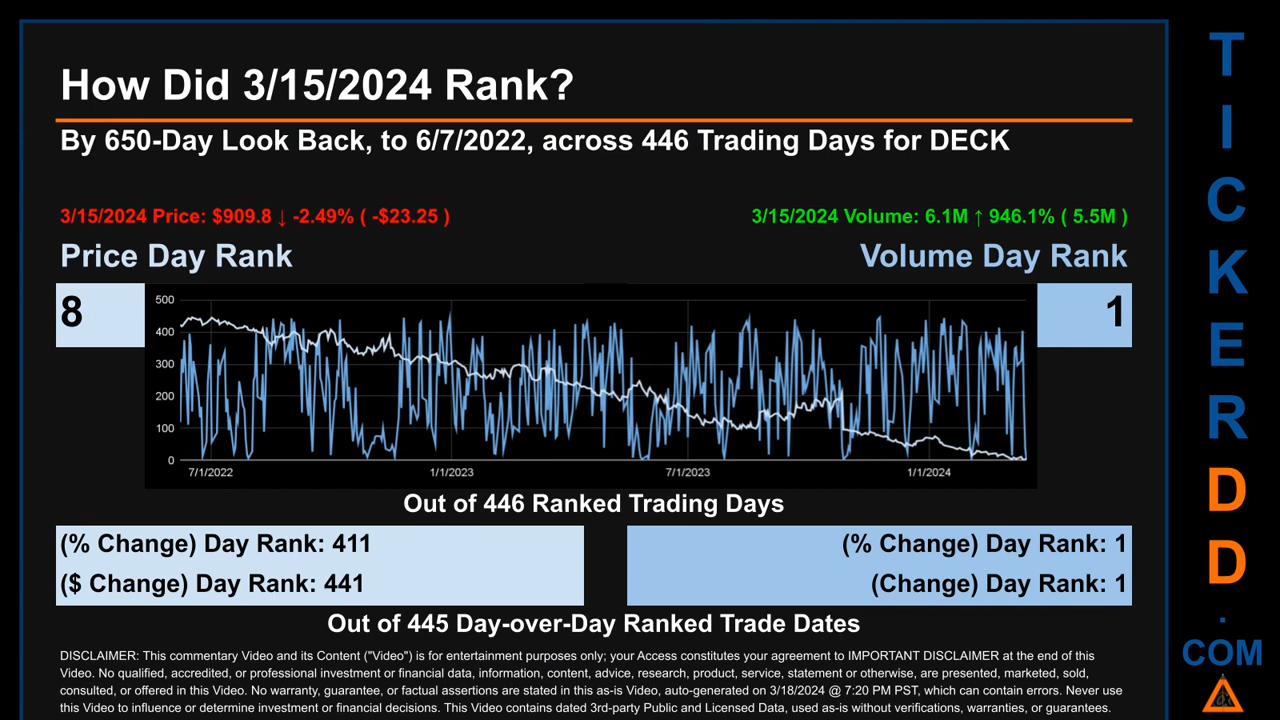 How Did 3/15/2024 Rank?
By 650-Day Look Back, to 6/7/2022, across 446 Trading Days for DECK
3/15/2024 Price: $909.8 ↓ -2.49% ( -$23.25 )
3/15/2024 Volume: 6.1M ↑ 946.1% ( 5.5M )
Price Day Rank
Volume Day Rank
8
1
500
400
300
200
100
0
7/1/2022
1/1/2023
7/1/2023
1/1/2024
Out of 446 Ranked Trading Days
(% Change) Day Rank: 411
($ Change) Day Rank: 441
(% Change) Day Rank: 1
(Change) Day Rank: 1
Out of 445 Day-over-Day Ranked Trade Dates
DISCLAIMER: This commentary Video and its Content ("Video") is for entertainment purposes only; your Access constitutes your agreement to IMPORTANT DISCLAIMER at the end of this
Video. No qualified, accredited, or professional investment or financial data, information, content, advice, research, product, service, statement or otherwise, are presented, marketed, sold,
consulted, or offered in this Video. No warranty, guarantee, or factual assertions are stated in this as-is Video, auto-generated on 3/18/2024 @ 7:20 PM PST, which can contain errors. Never use
this Video to influence or determine investment or financial decisions. This Video contains dated 3rd-party Public and Licensed Data, used as-is without verifications, warranties, or guarantees.
T
I
C
K
E
R
D
D
.
COM